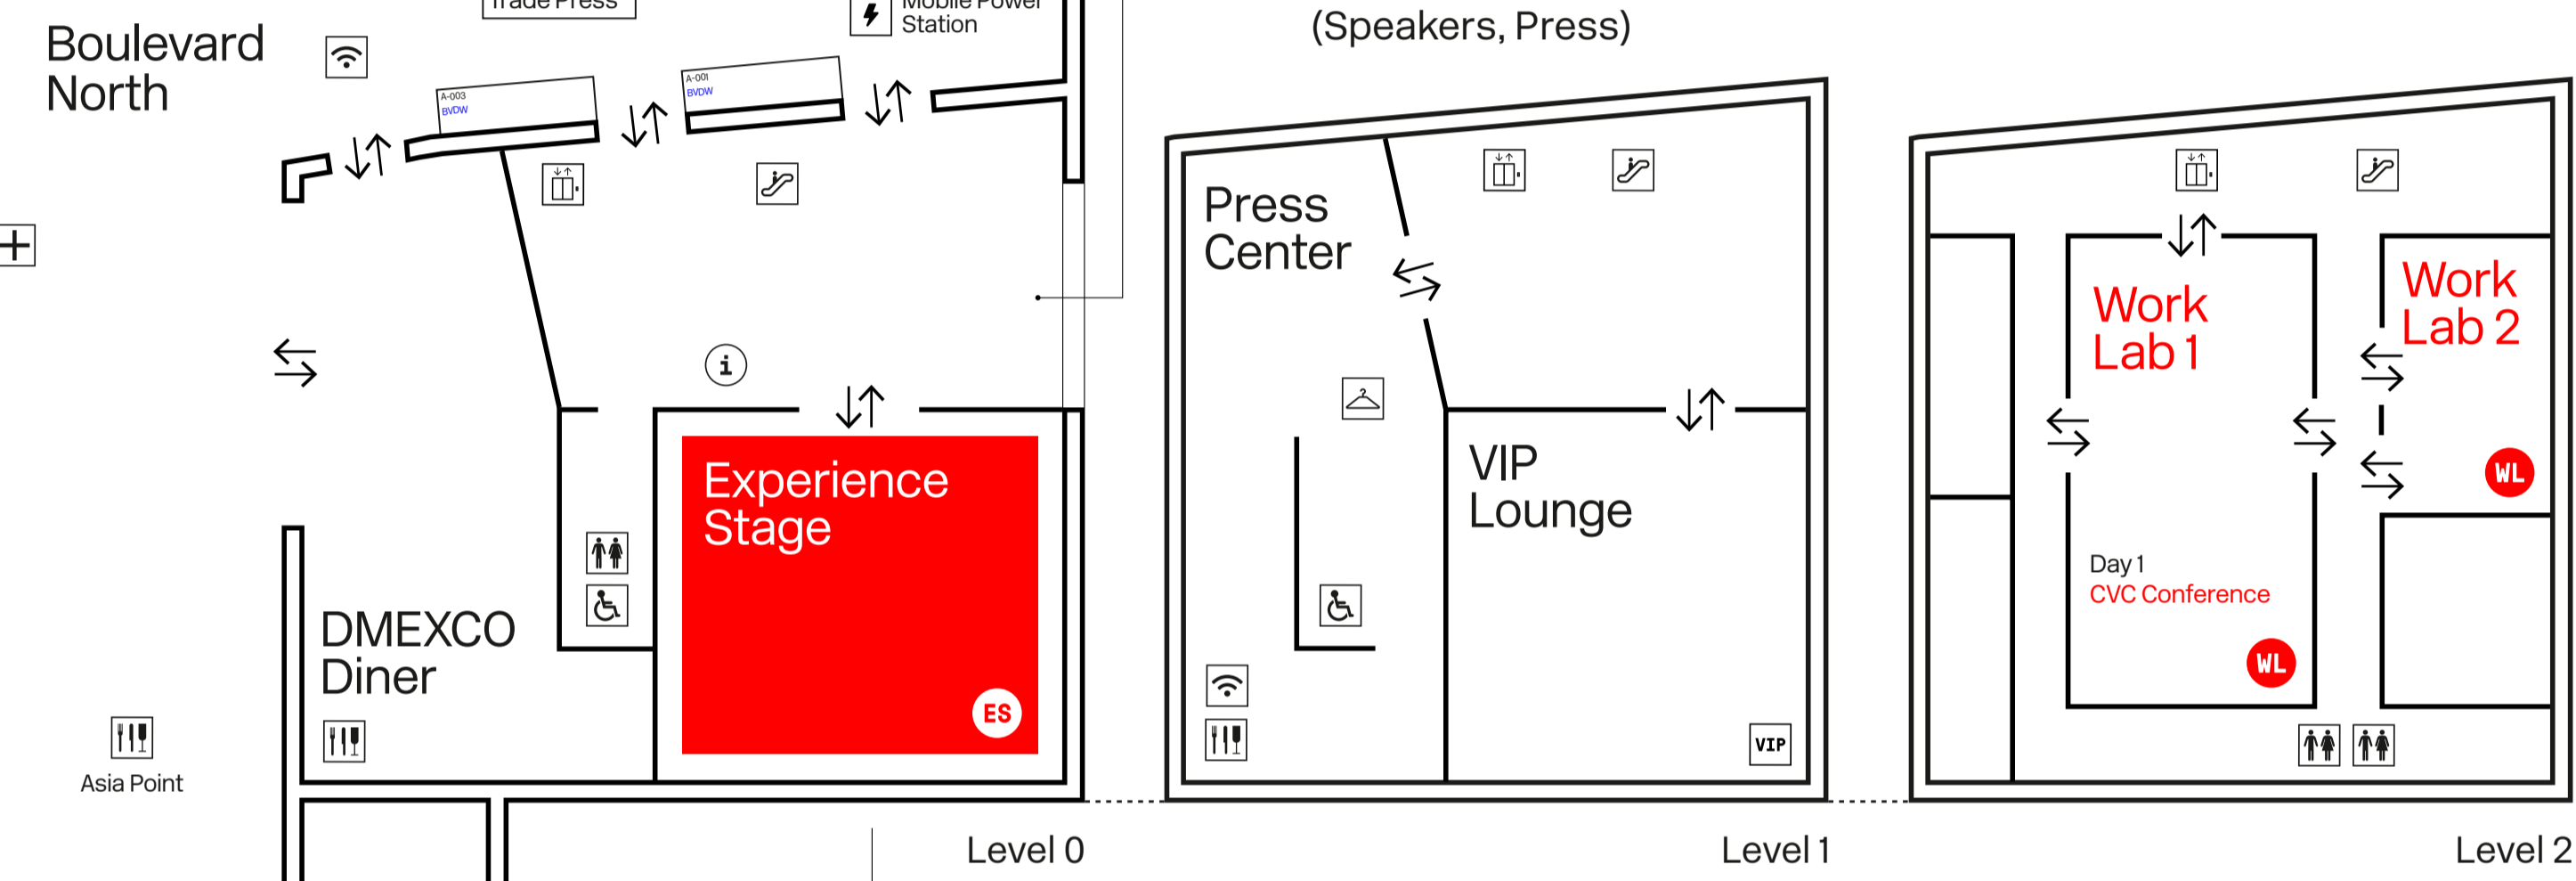 Trade Press
Mobile Power
Station
(Speakers, Press)
Boulevard
North
A-003
BVDW
A-001
BVDW
i
Experience
Stage
ES
DMEXCO
Diner
Asia Point
Level 0
Press
Center
VIP
Lounge
VIP
Level 1
Work
Lab 1
Day 1
CVC Conference
WL
Work
Lab 2
WL
Level 2